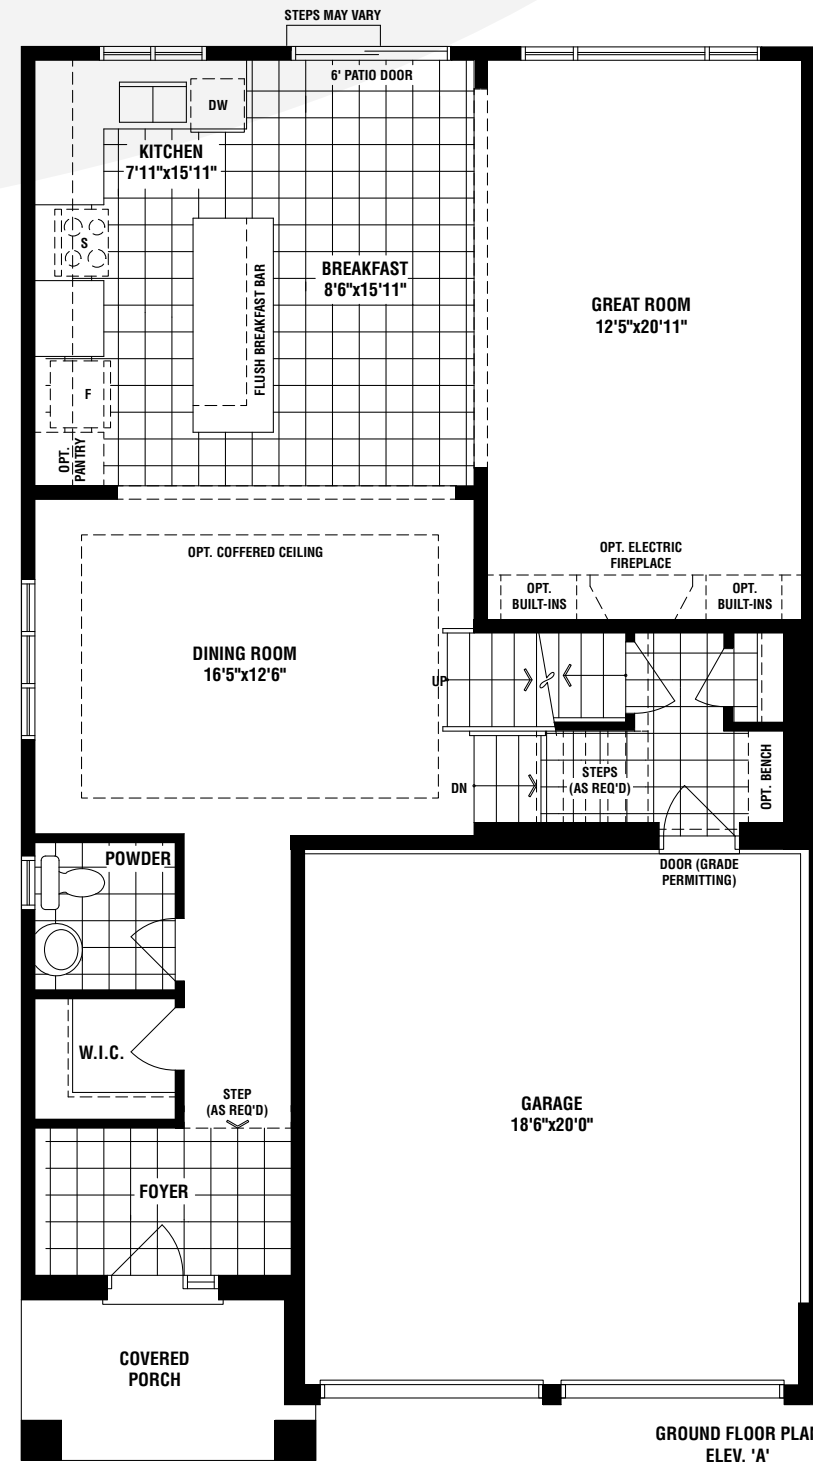 STEPS MAY VARY
6' PATIO DOOR
DW
KITCHEN
7'11"x15'11"
S
BREAKFAST
8'6"x15'11"
FLUSH BREAKFAST BAR
GREAT ROOM
12'5"x20'11"
F
OPT.
PANTRY
OPT. COFFERED CEILING
OPT. ELECTRIC
FIREPLACE
OPT.
BUILT-INS
OPT.
BUILT-INS
DINING ROOM
16'5"x12'6"
UP
DN
STEPS
(AS REQ'D)
OPT. BENCH
POWDER
DOOR (GRADE
PERMITTING)
W.I.C.
STEP
(AS REQ'D)
GARAGE
18'6"x20'0"
FOYER
COVERED
PORCH
GROUND FLOOR PLAN
ELEV. 'A'